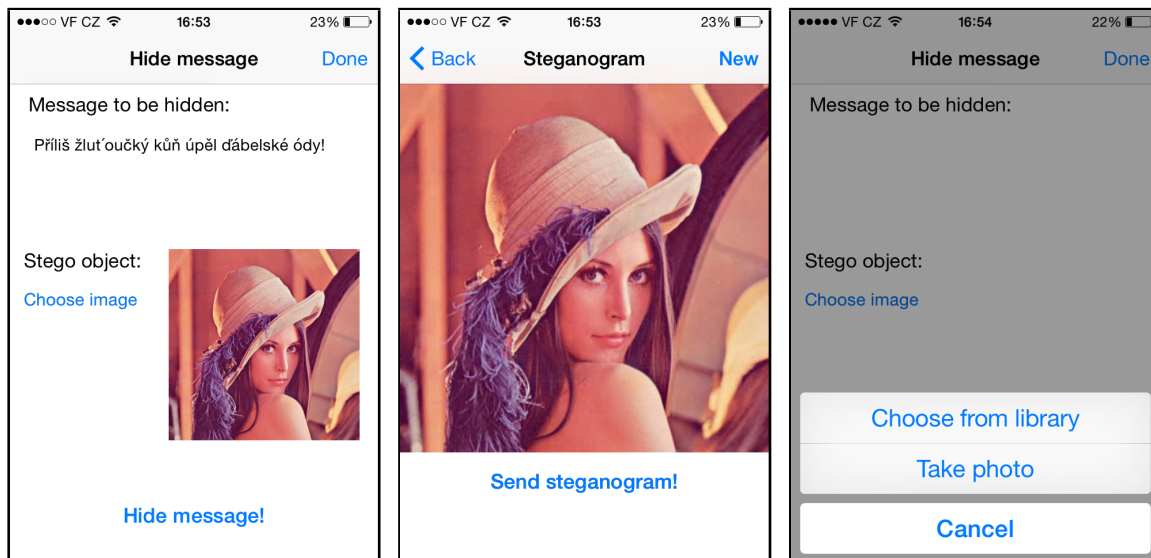 VF CZ 16:53 23%
Hide message Done
Message to be hidden:
Příliš žlut´oučký kůň úpěl ďábelské ódy!
Stego object:
Choose image
Hide message!
VF CZ 16:53 23%
Back Steganogram New
Send steganogram!
VF CZ 16:54 22%
Hide message Done
Message to be hidden:
Stego object:
Choose image
Choose from library
Take photo
Cancel